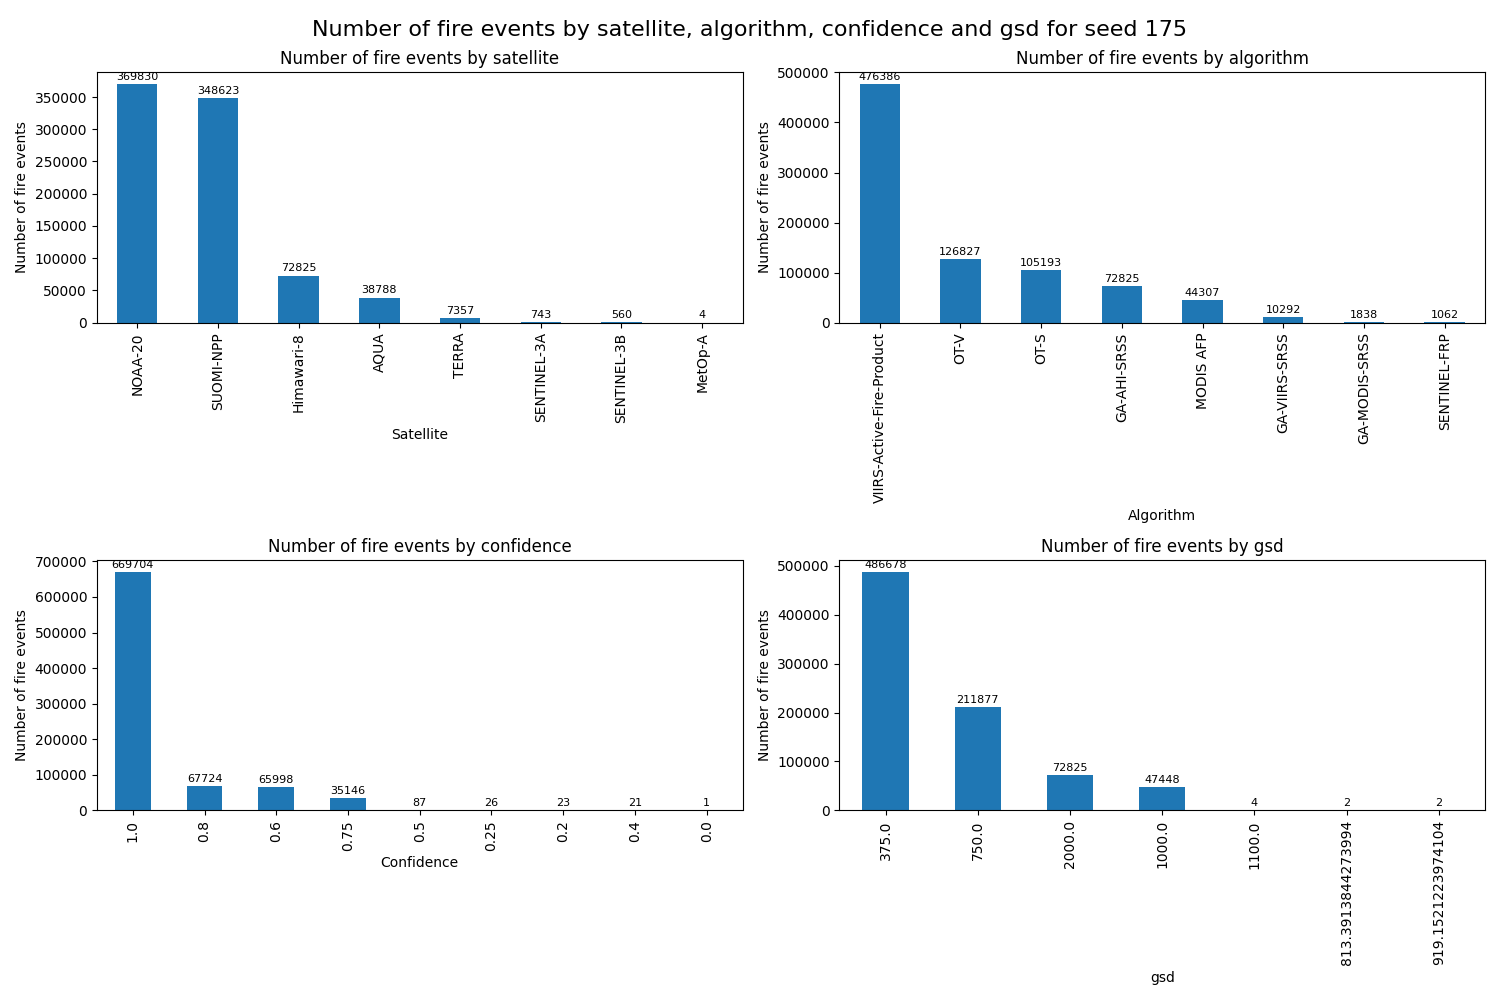 Number of fire events by satellite, algorithm, confidence and gsd for seed 175
Number of fire events by satellite
Number of fire events
350000
300000
250000
200000
150000
100000
50000
0
369830
348623
72825
38788
7357
743
560
4
NOAA-20
SUOMI-NPP
Himawari-8
AQUA
TERRA
SENTINEL-3A
SENTINEL-3B
MetOp-A
Satellite
Number of fire events by algorithm
Number of fire events
500000
400000
300000
200000
100000
0
476386
126827
105193
72825
44307
10292
1838
1062
VIIRS-Active-Fire-Product
OT-V
OT-S
GA-AHI-SRSS
MODIS AFP
GA-VIIRS-SRSS
GA-MODIS-SRSS
SENTINEL-FRP
Algorithm
Number of fire events by confidence
Number of fire events
700000
600000
500000
400000
300000
200000
100000
0
669704
67724
65998
35146
87
26
23
21
1
1.0
0.8
0.6
0.75
0.5
0.25
0.2
0.4
0.0
Confidence
Number of fire events by gsd
Number of fire events
500000
400000
300000
200000
100000
0
486678
211877
72825
47448
4
2
2
375.0
750.0
2000.0
1000.0
1100.0
813.3913844273994
919.1521223974104
gsd